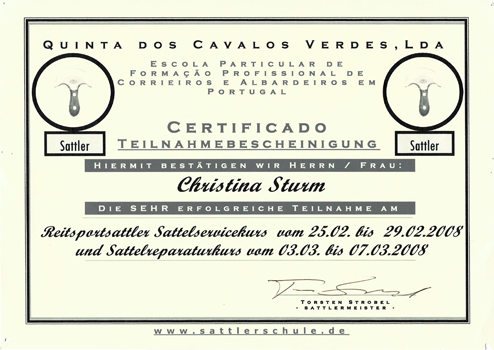 Quinta dos Cavalos Verdes, Lda
Escola Particular de
Formação Profissional de
Correieiros e Albardeiros em
Portugal
Sattler
Sattler
Certificado
Teilnahmebescheinigung
Hiermit bestätigen wir Herrn / Frau:
Christina Sturm
Die SEHR erfolgreiche Teilnahme am
Reitsportsattler Sattelservicekurs vom 25.02. bis 29.02.2008
und Sattelreparaturkurs vom 03.03. bis 07.03.2008
Torsten Strobel
- Sattlermeister -
www.sattlerschule.de